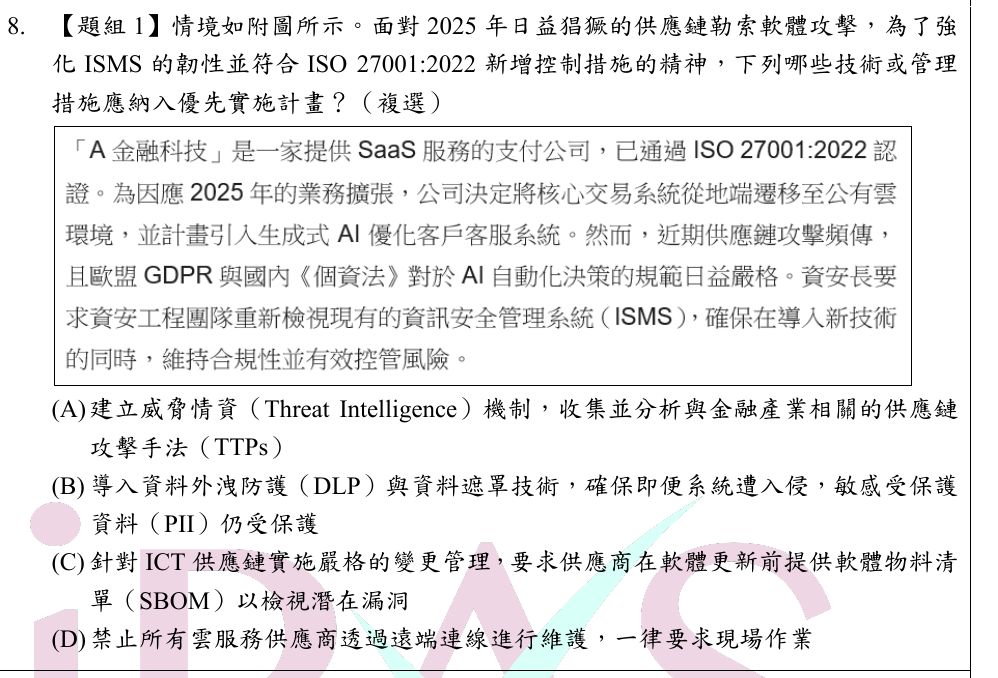 8. 【題組 1】情境如附圖所示。面對 2025 年日益猖獗的供應鏈勒索軟體攻擊，為了強
化 ISMS 的韌性並符合 ISO 27001:2022 新增控制措施的精神，下列哪些技術或管理
措施應納入優先實施計畫？（複選）
「A 金融科技」是一家提供 SaaS 服務的支付公司，已通過 ISO 27001:2022 認
證。為因應 2025 年的業務擴張，公司決定將核心交易系統從地端遷移至公有雲
環境，並計畫引入生成式 AI 優化客戶客服系統。然而，近期供應鏈攻擊頻傳，
且歐盟 GDPR 與國內《個資法》對於 AI 自動化決策的規範日益嚴格。資安長要
求資安工程團隊重新檢視現有的資訊安全管理系統（ISMS），確保在導入新技術
的同時，維持合規性並有效控管風險。
(A)建立威脅情資（Threat Intelligence）機制，收集並分析與金融產業相關的供應鏈
攻擊手法（TTPs）
(B)導入資料外洩防護（DLP）與資料遮罩技術，確保即便系統遭入侵，敏感受保護
資料（PII）仍受保護
(C)針對 ICT 供應鏈實施嚴格的變更管理，要求供應商在軟體更新前提供軟體物料清
單（SBOM）以檢視潛在漏洞
(D)禁止所有雲服務供應商透過遠端連線進行維護，一律要求現場作業